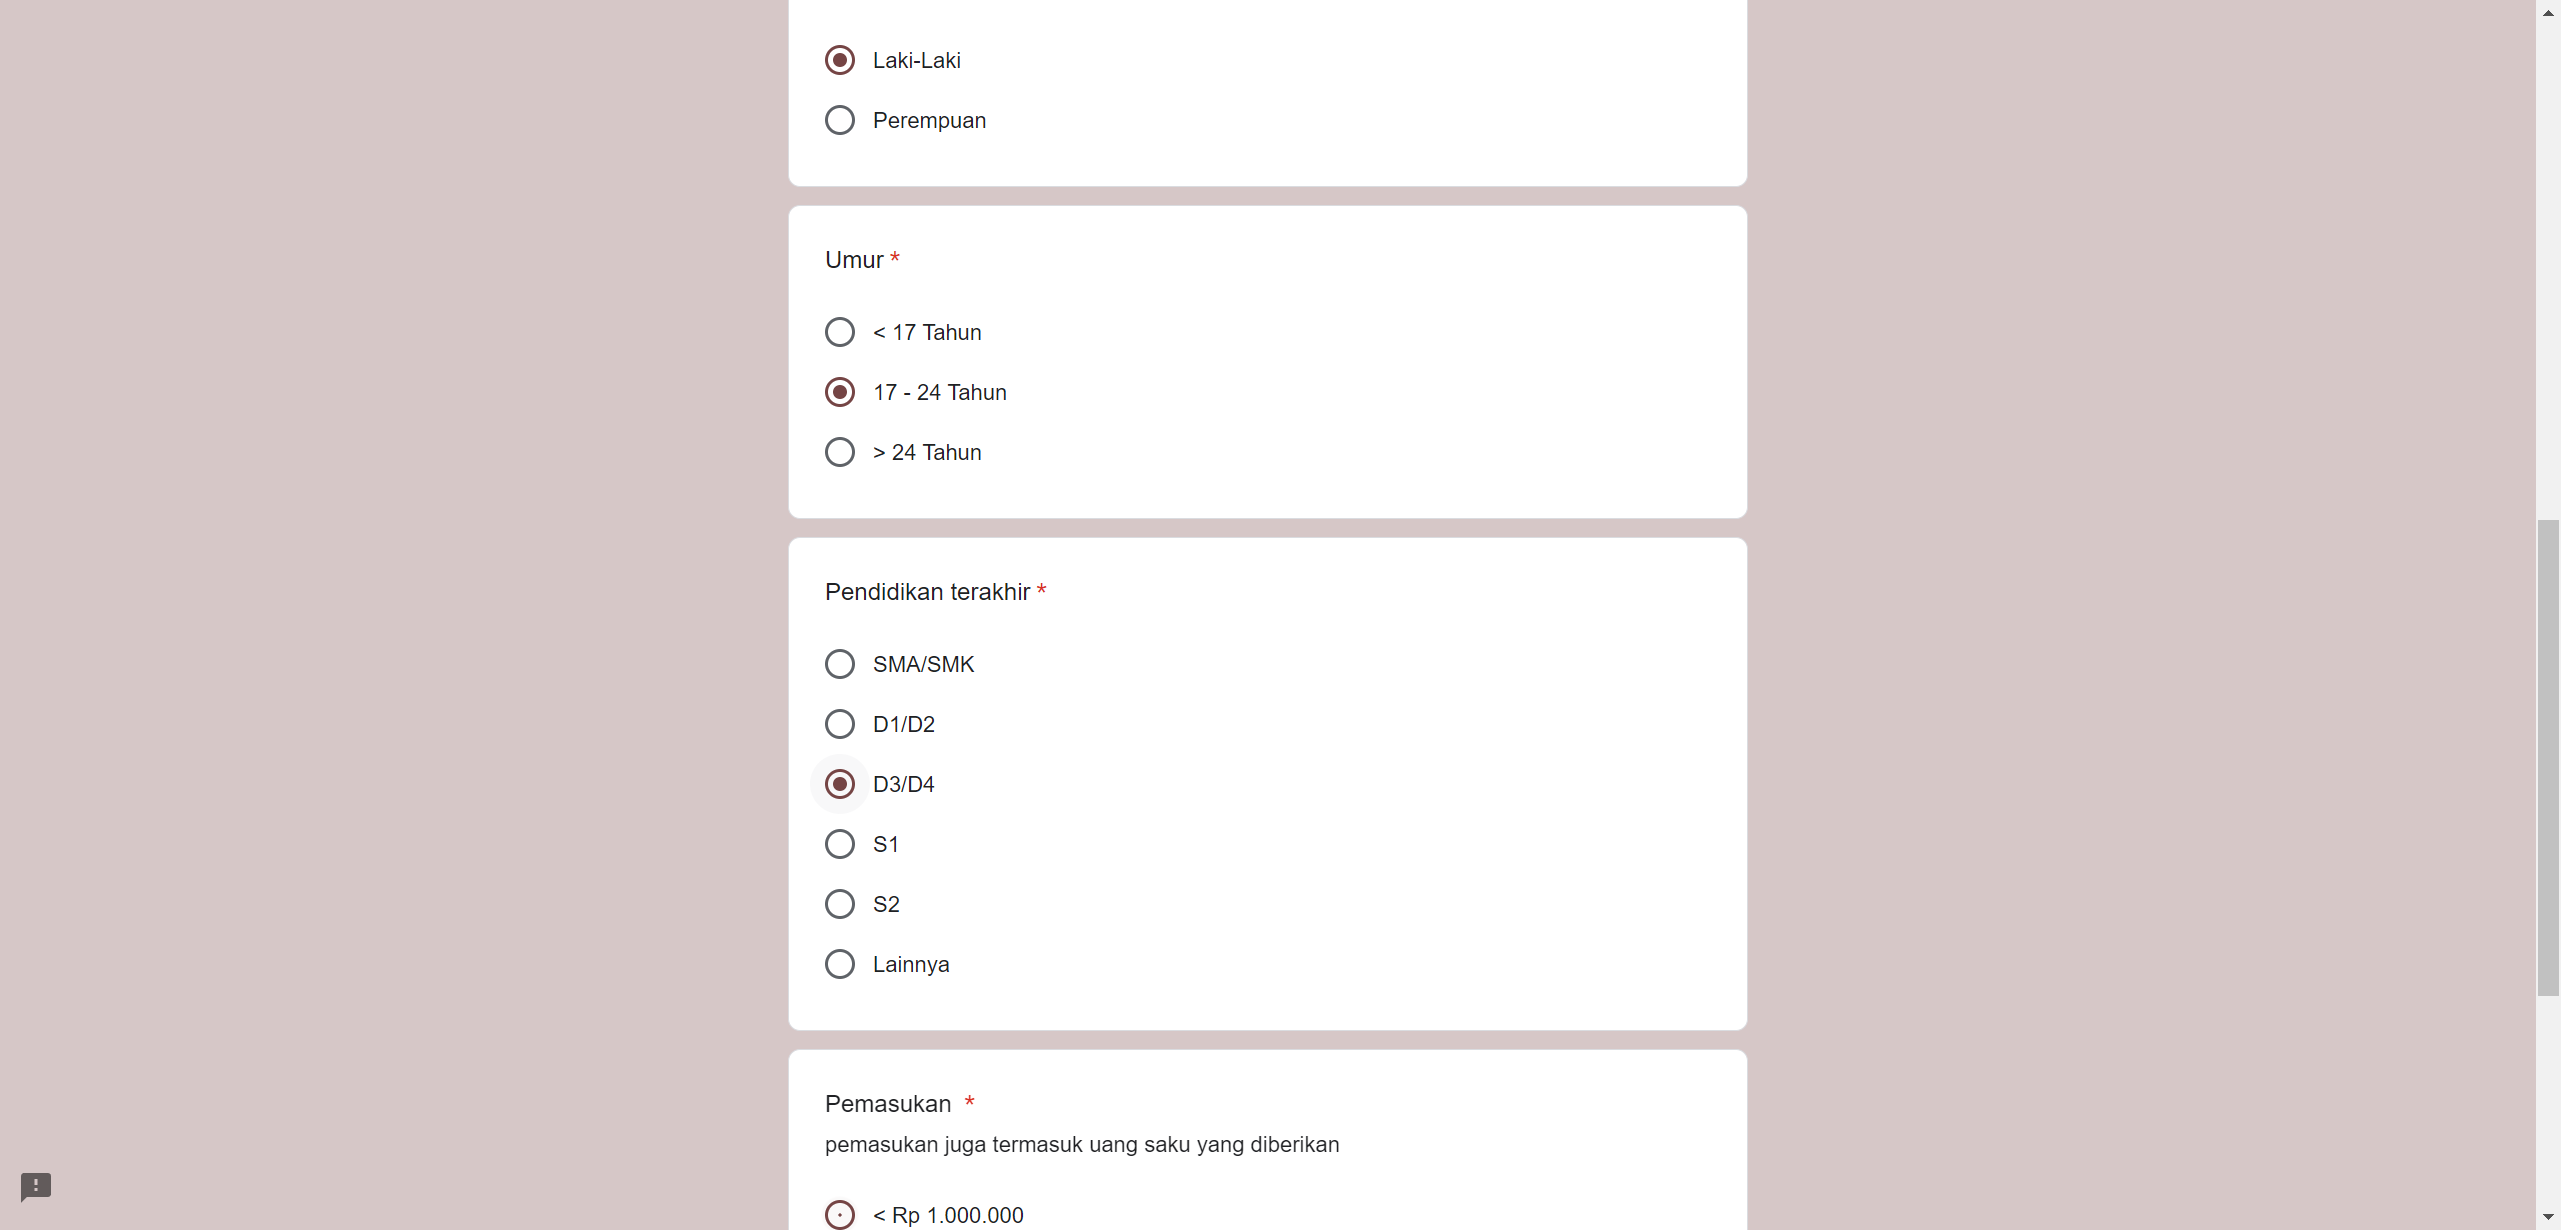 Laki-Laki
Perempuan
Umur *
< 17 Tahun
17 - 24 Tahun
> 24 Tahun
Pendidikan terakhir *
SMA/SMK
D1/D2
D3/D4
S1
S2
Lainnya
Pemasukan *
pemasukan juga termasuk uang saku yang diberikan
< Rp 1.000.000